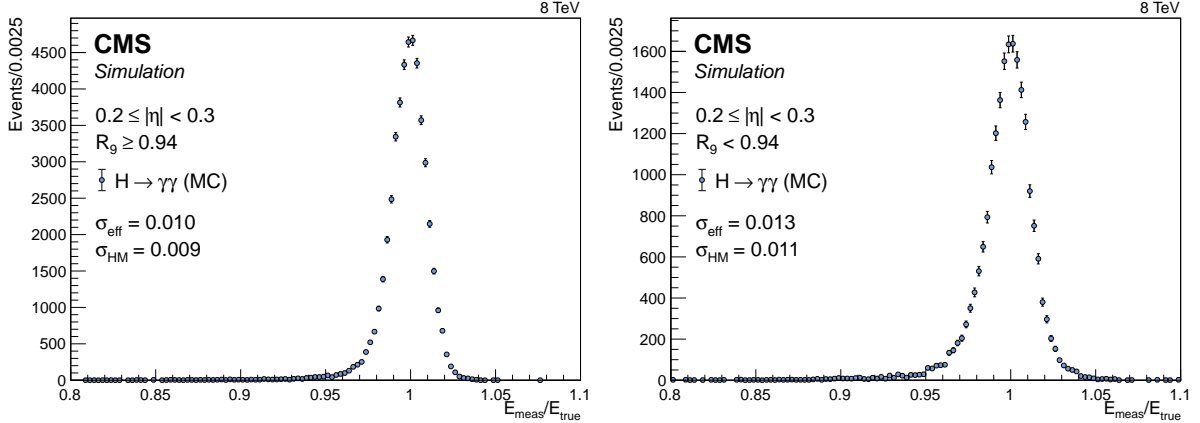 8 TeV
Events/0.0025
4500
4000
3500
3000
2500
2000
1500
1000
500
0
CMS
Simulation
0.2 ≤ |η| < 0.3
R9 ≥ 0.94
H → γγ (MC)
σeff = 0.010
σHM = 0.009
0.8 0.85 0.9 0.95 1 1.05 1.1
Emeas/Etrue
8 TeV
Events/0.0025
1600
1400
1200
1000
800
600
400
200
0
CMS
Simulation
0.2 ≤ |η| < 0.3
R9 < 0.94
H → γγ (MC)
σeff = 0.013
σHM = 0.011
0.8 0.85 0.9 0.95 1 1.05 1.1
Emeas/Etrue